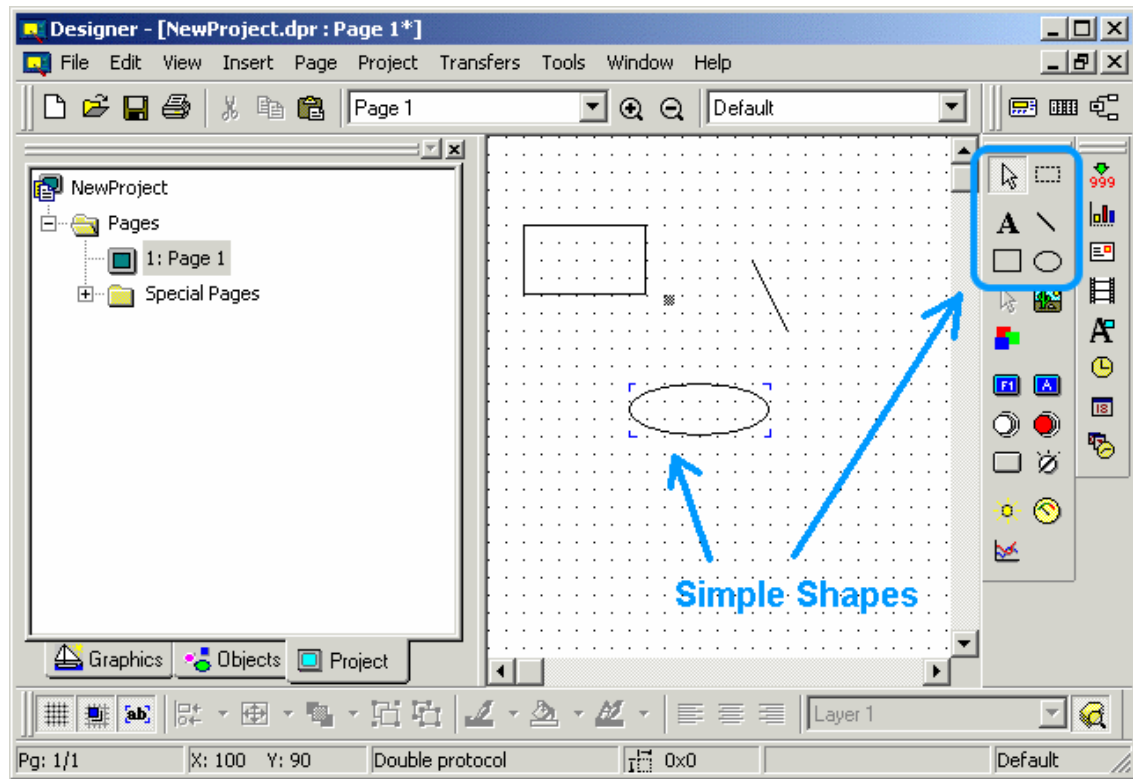 Designer - [NewProject.dpr : Page 1*]
File Edit View Insert Page Project Transfers Tools Window Help
Page 1 Default
NewProject
Pages
1: Page 1
Special Pages
999
A
A
F1 A
18
Simple Shapes
Graphics Objects Project
ab Layer 1
Pg: 1/1 X: 100 Y: 90 Double protocol 0x0 Default